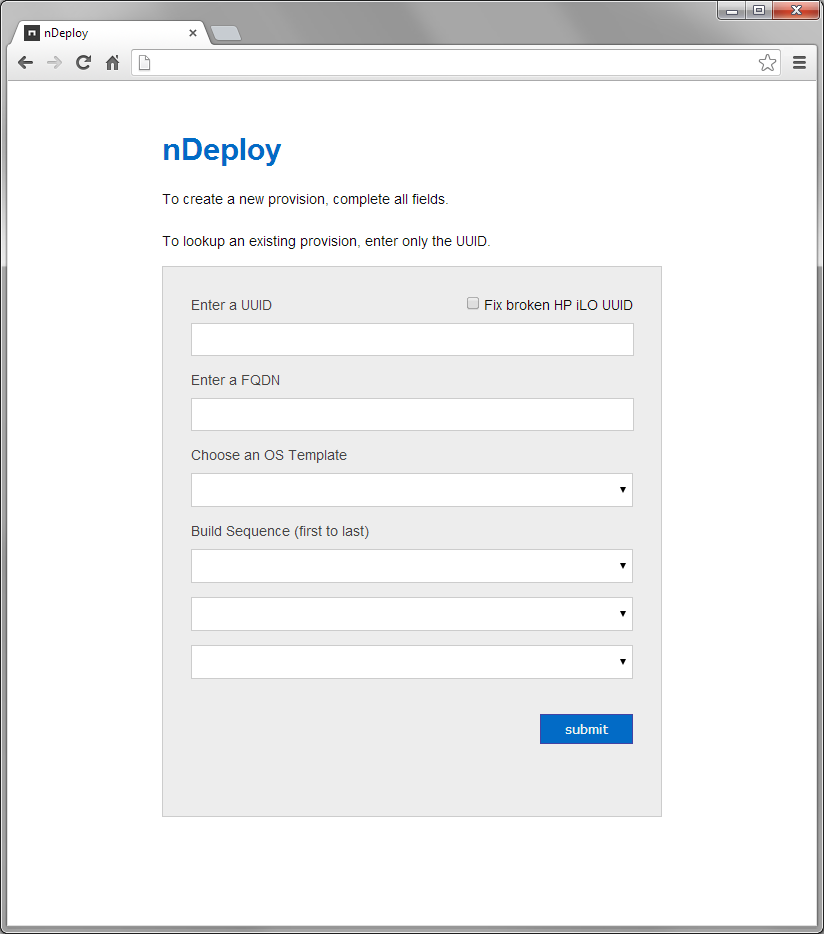 nDeploy
nDeploy
To create a new provision, complete all fields.
To lookup an existing provision, enter only the UUID.
Enter a UUID
Fix broken HP iLO UUID
Enter a FQDN
Choose an OS Template
Build Sequence (first to last)
submit